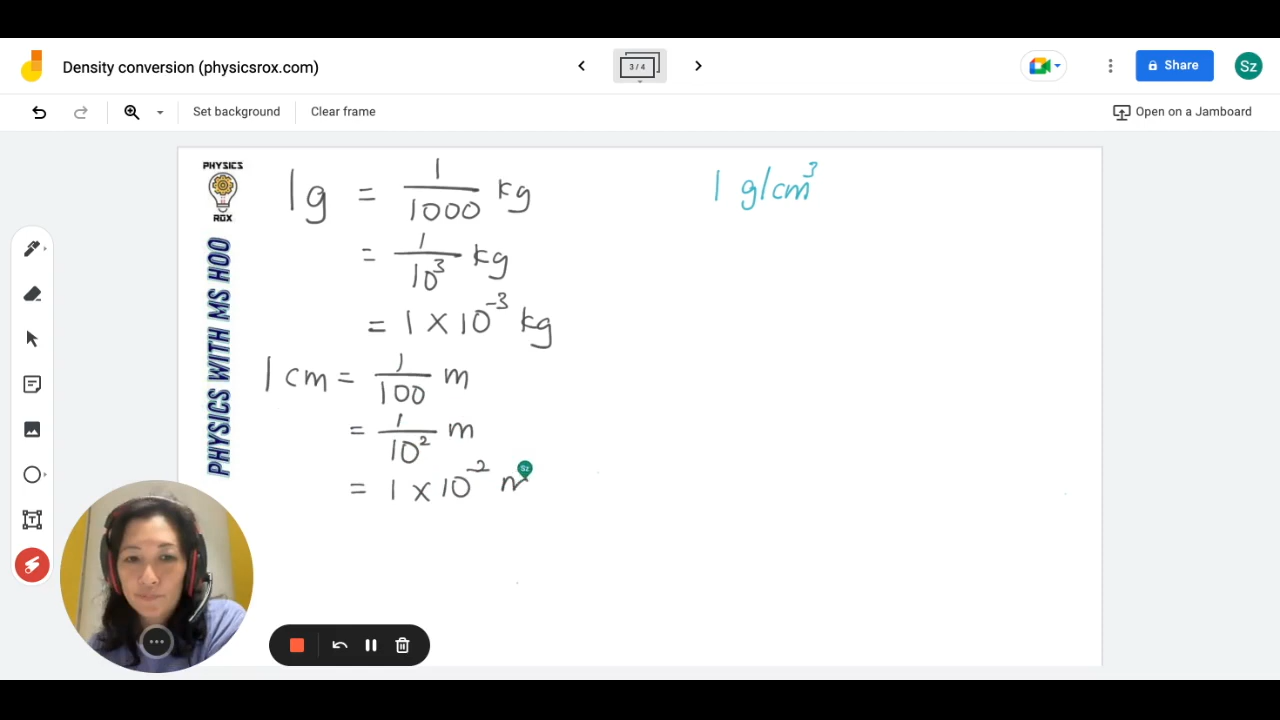 Density conversion (physicsrox.com)
3 / 4
Share
Sz
Set background
Clear frame
Open on a Jamboard
PHYSICS
ROX
PHYSICS WITH MS HOO
1g = 1/1000 kg
= 1/10³ kg
= 1 × 10⁻³ kg
1 cm = 1/100 m
= 1/10² m
= 1 × 10⁻² m
Sz
1 g/cm³
T